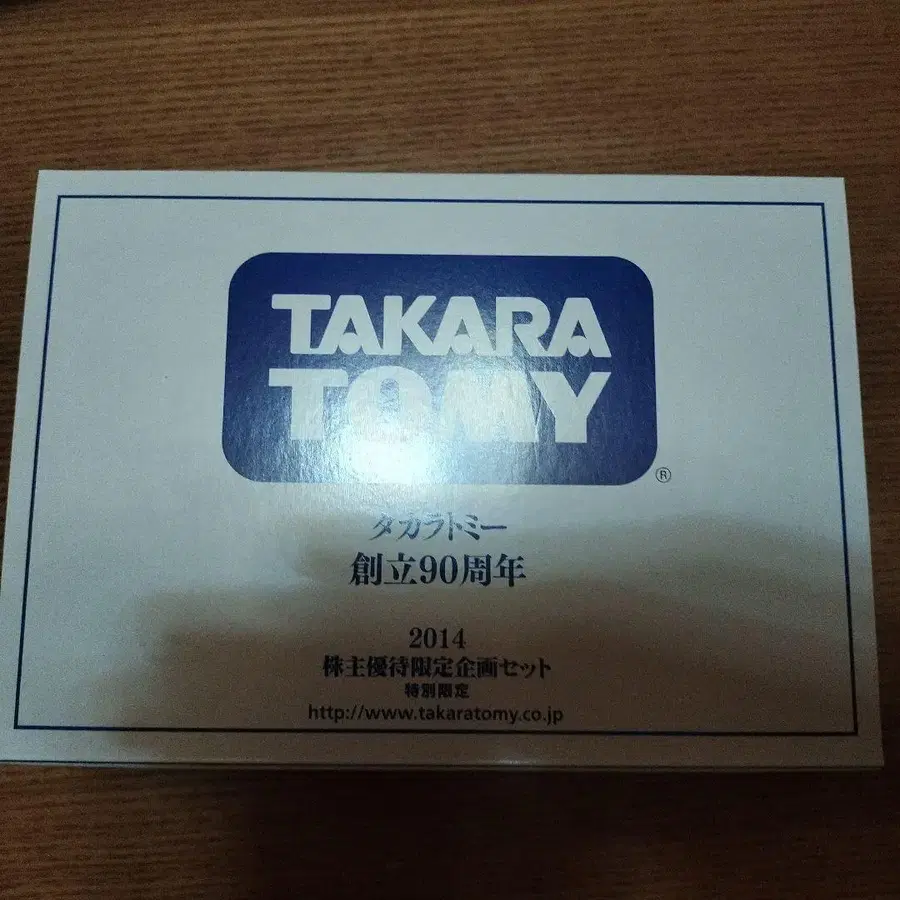 TAKARA
TOMY
®
タカラトミー
創立90周年
2014
株主優待限定企画セット
特別限定
http://www.takaratomy.co.jp